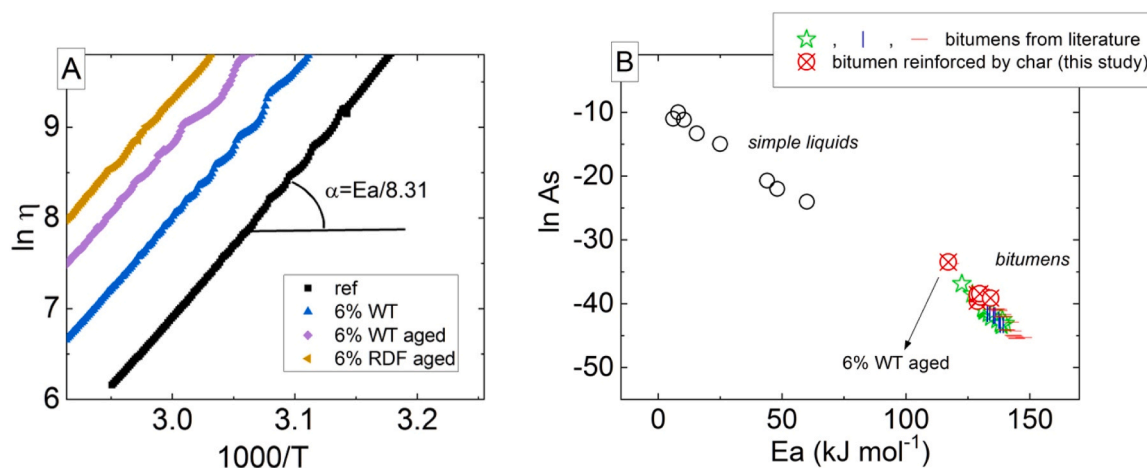 A
ln η
9
8
7
6
α=Ea/8.31
ref
6% WT
6% WT aged
6% RDF aged
3.0
3.1
3.2
1000/T
, , bitumens from literature
bitumen reinforced by char (this study)
B
ln As
-10
-20
-30
-40
-50
simple liquids
bitumens
6% WT aged
0
50
100
150
Ea (kJ mol⁻¹)